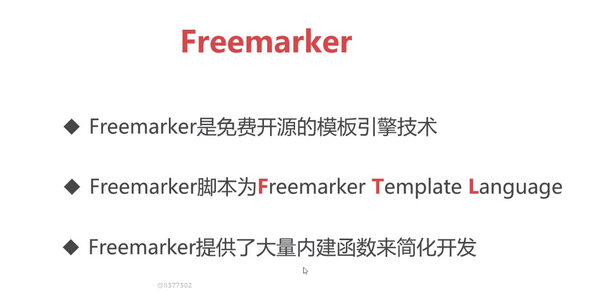 Freemarker
◆ Freemarker是免费开源的模板引擎技术
◆ Freemarker脚本为Freemarker Template Language
◆ Freemarker提供了大量内建函数来简化开发